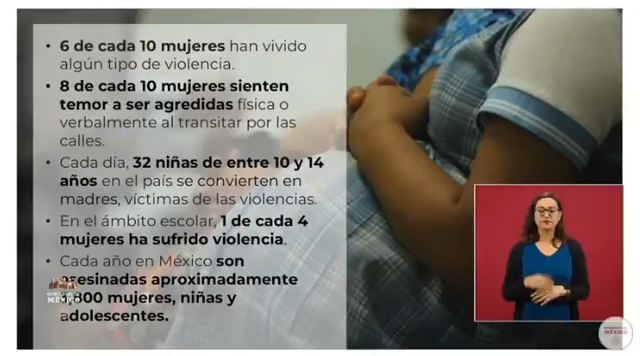 • 6 de cada 10 mujeres han vivido
algún tipo de violencia.
• 8 de cada 10 mujeres sienten
temor a ser agredidas física o
verbalmente al transitar por las
calles.
• Cada día, 32 niñas de entre 10 y 14
años en el país se convierten en
madres, víctimas de las violencias.
• En el ámbito escolar, 1 de cada 4
mujeres ha sufrido violencia.
• Cada año en México son
asesinadas aproximadamente
800 mujeres, niñas y
adolescentes.
MÉXICO
MÉXICO